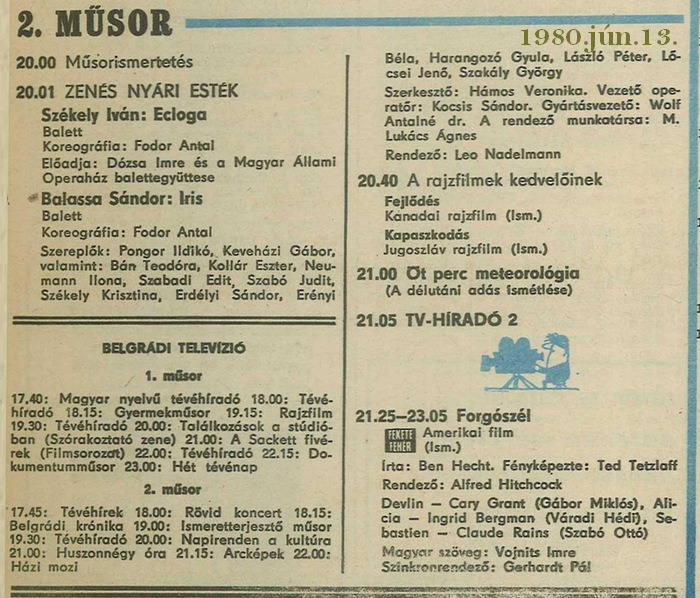 2. MŰSOR
1980.jún.13.
20.00 Műsorismertetés
20.01 ZENÉS NYÁRI ESTÉK
Székely Iván: Ecloga
Balett
Koreográfia: Fodor Antal
Előadja: Dózsa Imre és a Magyar Állami
Operaház balettegyüttese
Balassa Sándor: Iris
Balett
Koreográfia: Fodor Antal
Szereplők: Pongor Ildikó, Keveházi Gábor,
valamint: Bán Teodóra, Kollár Eszter, Neu-
mann Ilona, Szabadi Edit, Szabó Judit,
Székely Krisztina, Erdélyi Sándor, Erényi
Béla, Harangozó Gyula, László Péter, Lő-
csei Jenő, Szakály György
Szerkesztő: Hámos Veronika. Vezető ope-
ratőr: Kocsis Sándor. Gyártásvezető: Wolf
Antalné dr. A rendező munkatársa: M.
Lukács Ágnes
Rendező: Leo Nadelmann
20.40 A rajzfilmek kedvelőinek
Fejlődés
Kanadai rajzfilm (Ism.)
Kapaszkodás
Jugoszláv rajzfilm (Ism.)
21.00 Öt perc meteorológia
(A délutáni adás ismétlése)
21.05 TV-HÍRADÓ 2
21.25–23.05 Forgószél
FEKETE FEHÉR
Amerikai film
(Ism.)
Irta: Ben Hecht. Fényképezte: Ted Tetzlaff
Rendező: Alfred Hitchcock
Devlin – Cary Grant (Gábor Miklós), Ali-
cia – Ingrid Bergman (Váradi Hédi), Se-
bastien – Claude Rains (Szabó Ottó)
Magyar szöveg: Vojnits Imre
Szinkronrendező: Gerhardt Pál
BELGRÁDI TELEVÍZIÓ
1. műsor
17.40: Magyar nyelvű tévéhíradó 18.00: Tévé-
híradó 18.15: Gyermekműsor 19.15: Rajzfilm
19.30: Tévéhíradó 20.00: Találkozások a stúdió-
ban (Szórakoztató zene) 21.00: A Sackett fivé-
rek (Filmsorozat) 22.00: Tévéhíradó 22.15: Do-
kumentumműsor 23.00: Hét tévénap
2. műsor
17.45: Tévéhírek 18.00: Rövid koncert 18.15:
Belgrádi krónika 19.00: Ismeretterjesztő műsor
19.30: Tévéhíradó 20.00: Napirenden a kultúra
21.00: Huszonnégy óra 21.15: Arcképek 22.00:
Házi mozi